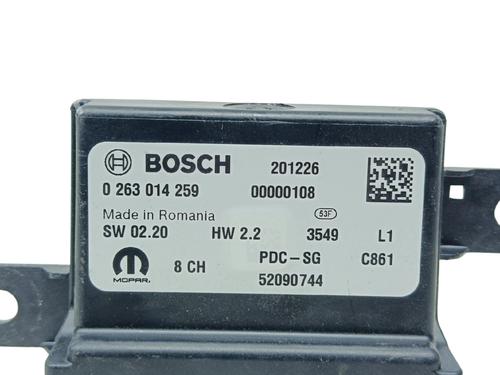 BOSCH 201226
0 263 014 259 00000108
Made in Romania 53F
SW 02.20 HW 2.2 3549 L1
8 CH PDC-SG C861
MOPAR. 52090744